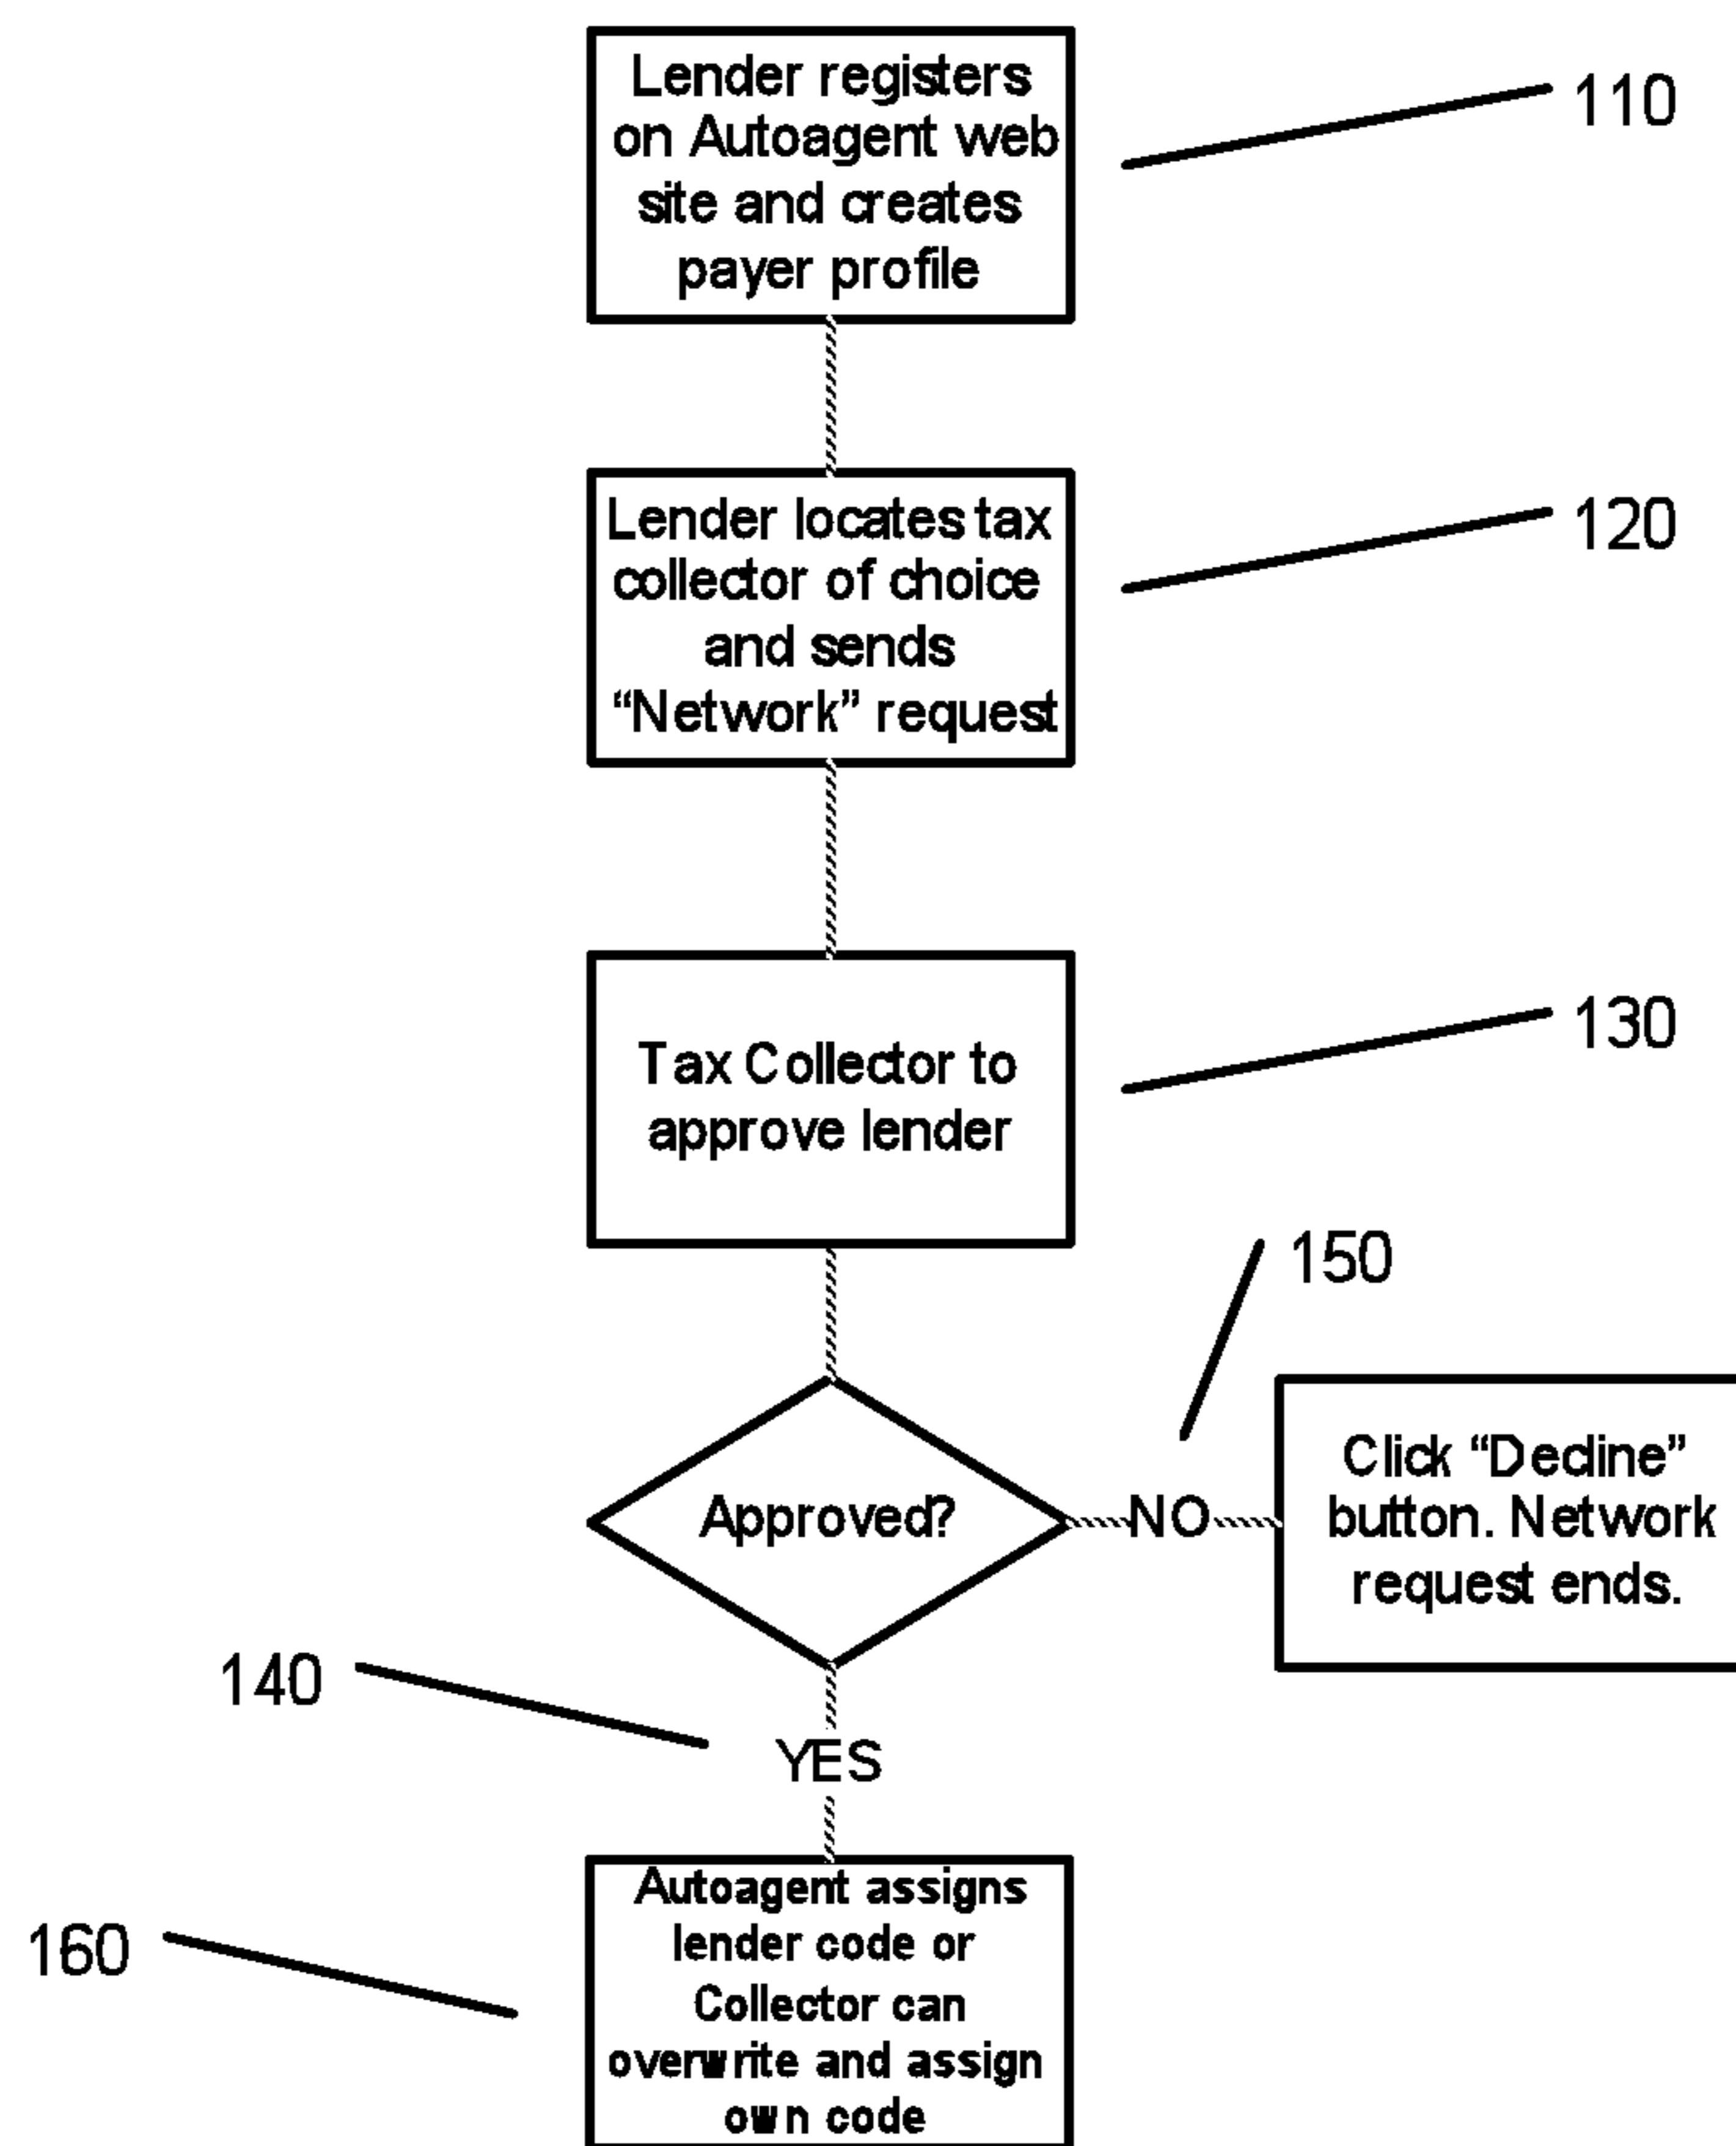 Lender registers
on Autoagent web
site and creates
payer profile
110
Lender locates tax
collector of choice
and sends
“Network” request
120
Tax Collector to
approve lender
130
150
Approved?
NO
Click “Decline”
button. Network
request ends.
140
YES
160
Autoagent assigns
lender code or
Collector can
overwrite and assign
own code